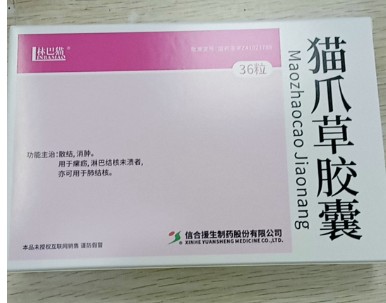 林巴猫®
LINBAMAO
36粒
猫爪草胶囊
Maozhaocao Jiaonang
功能主治：散结，消肿。
用于瘰疬，淋巴结核未溃者，
亦可用于肺结核。
信合援生制药股份有限公司
XINHE YUANSHENG MEDICINE CO.,LTD.
本品未授权互联网销售 谨防假冒